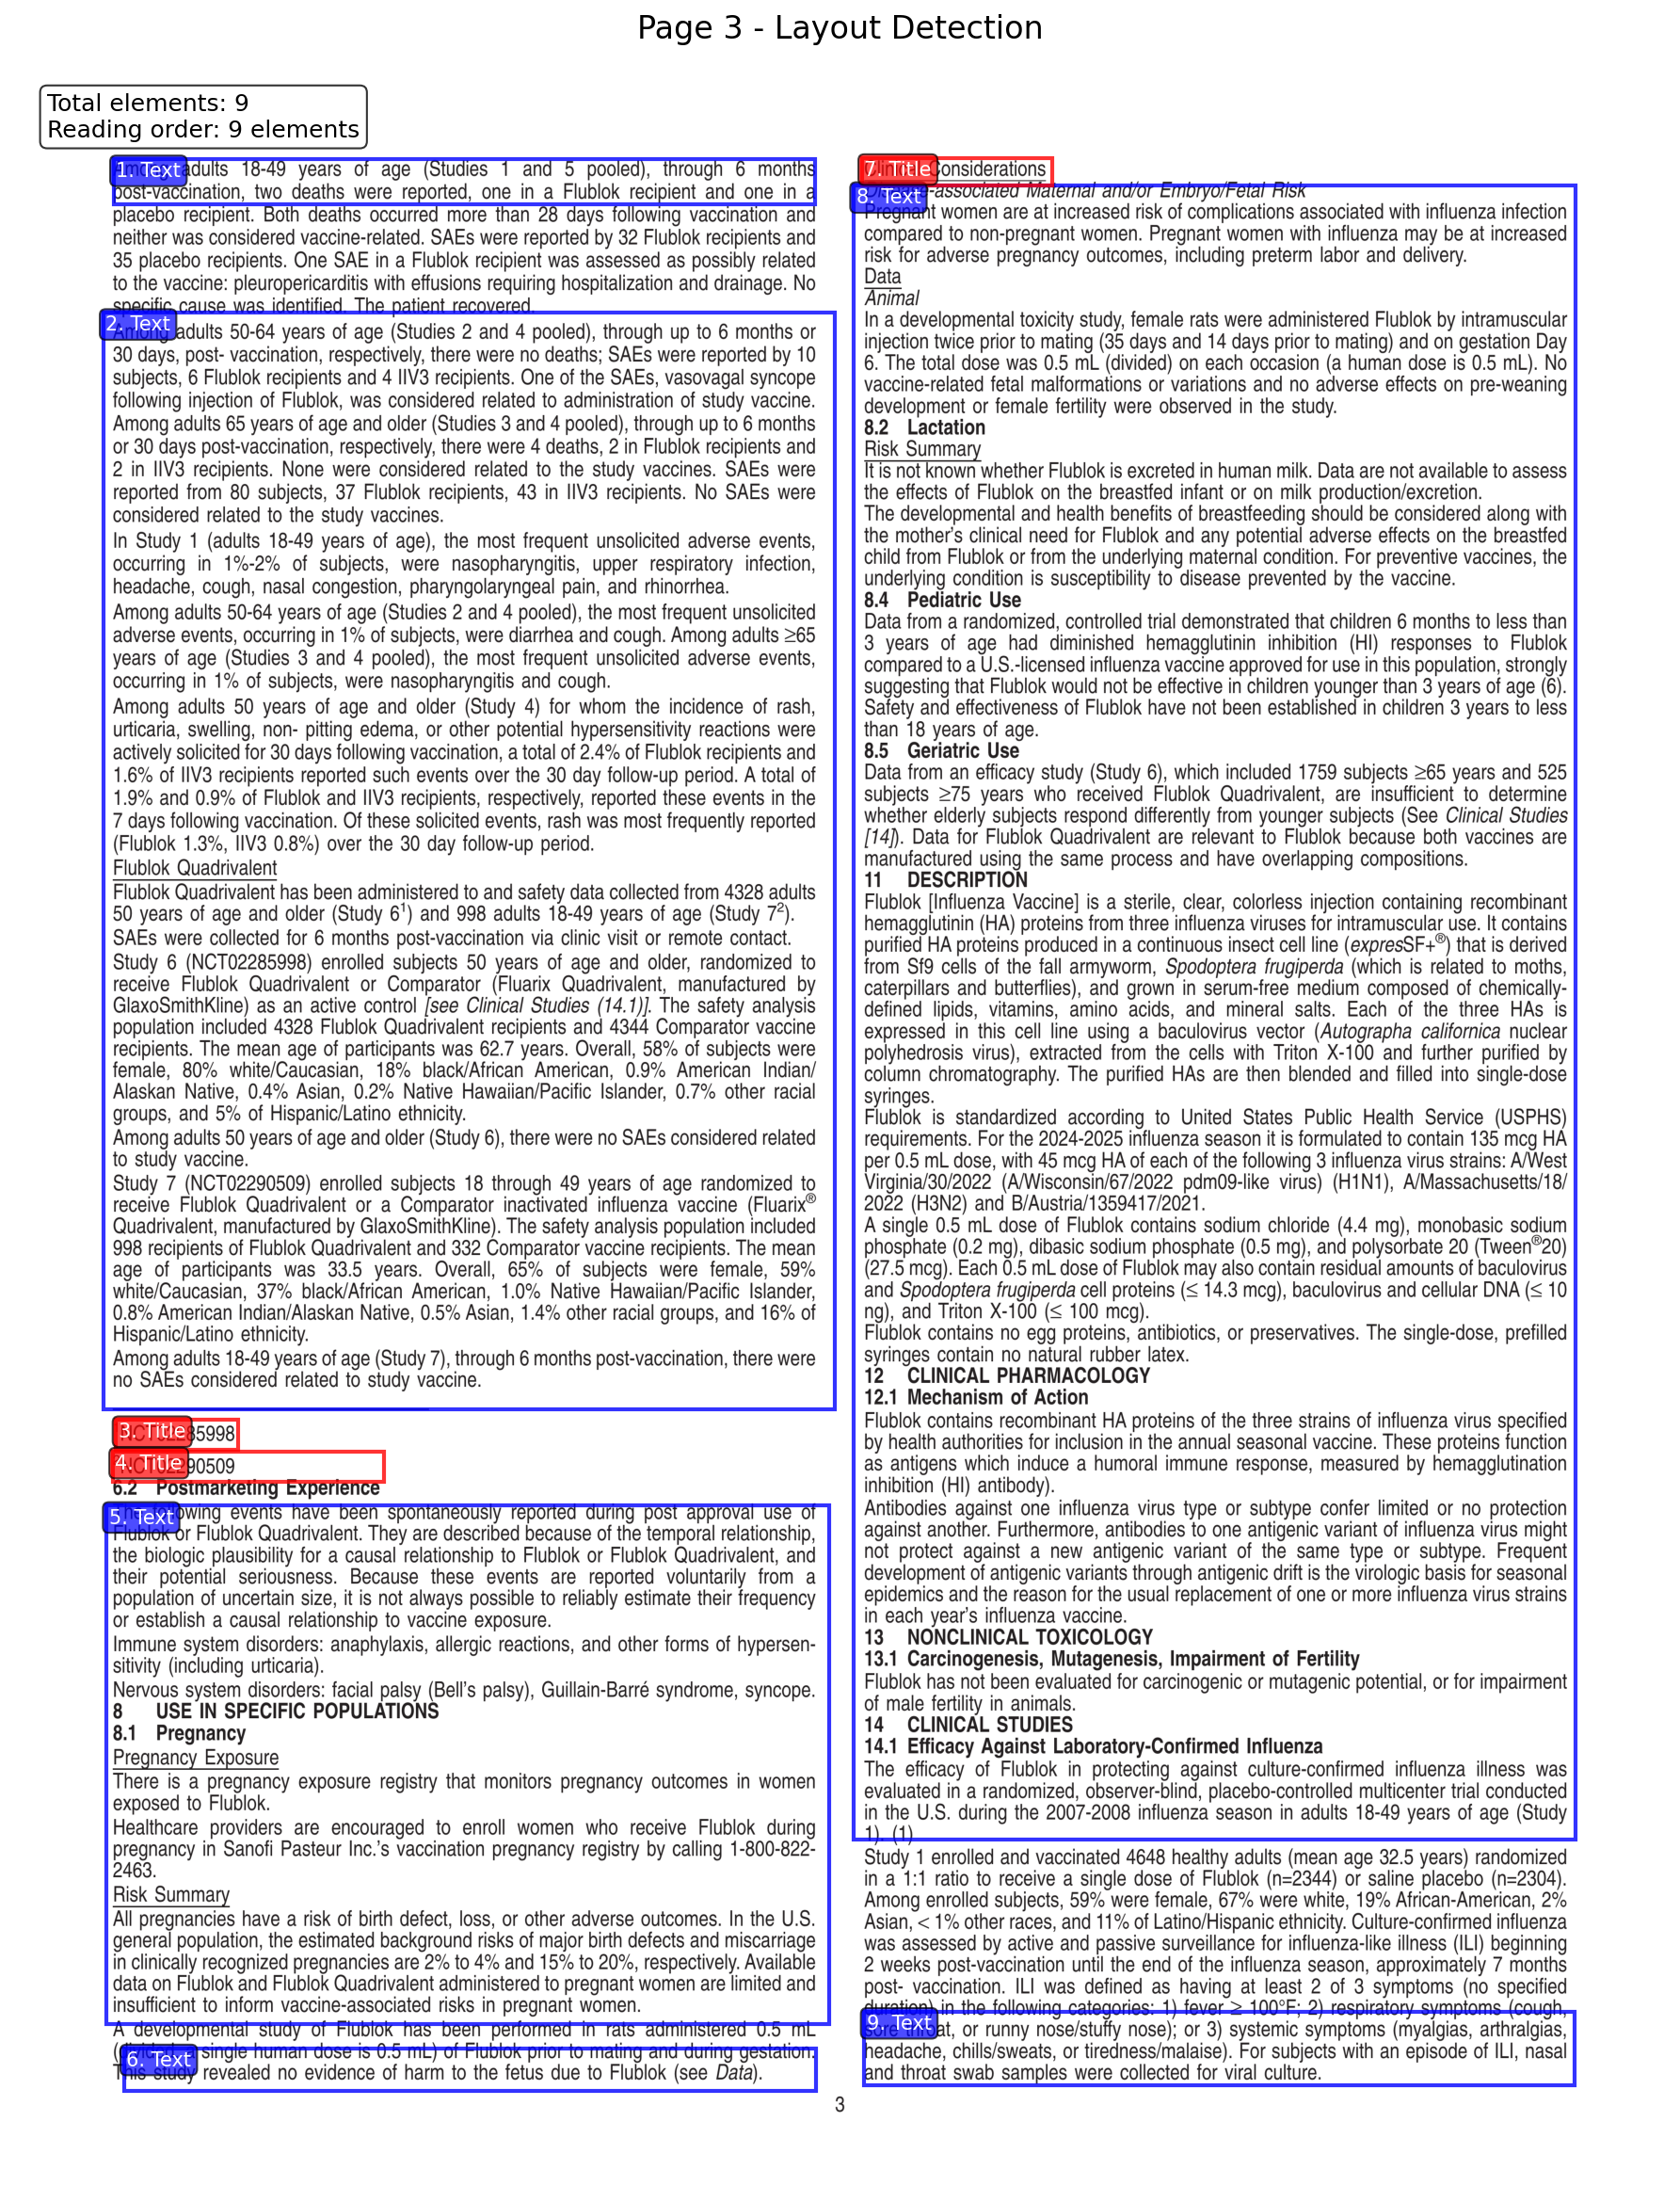 Page 3 - Layout Detection
Total elements: 9
Reading order: 9 elements
1. Text
adults 18-49 years of age (Studies 1 and 5 pooled), through 6 months
post-vaccination, two deaths were reported, one in a Flublok recipient and one in a
placebo recipient. Both deaths occurred more than 28 days following vaccination and
neither was considered vaccine-related. SAEs were reported by 32 Flublok recipients and
35 placebo recipients. One SAE in a Flublok recipient was assessed as possibly related
to the vaccine: pleuropericarditis with effusions requiring hospitalization and drainage. No
specific cause was identified. The patient recovered.
2. Text
adults 50-64 years of age (Studies 2 and 4 pooled), through up to 6 months or
30 days, post- vaccination, respectively, there were no deaths; SAEs were reported by 10
subjects, 6 Flublok recipients and 4 IIV3 recipients. One of the SAEs, vasovagal syncope
following injection of Flublok, was considered related to administration of study vaccine.
Among adults 65 years of age and older (Studies 3 and 4 pooled), through up to 6 months
or 30 days post-vaccination, respectively, there were 4 deaths, 2 in Flublok recipients and
2 in IIV3 recipients. None were considered related to the study vaccines. SAEs were
reported from 80 subjects, 37 Flublok recipients, 43 in IIV3 recipients. No SAEs were
considered related to the study vaccines.
In Study 1 (adults 18-49 years of age), the most frequent unsolicited adverse events,
occurring in 1%-2% of subjects, were nasopharyngitis, upper respiratory infection,
headache, cough, nasal congestion, pharyngolaryngeal pain, and rhinorrhea.
Among adults 50-64 years of age (Studies 2 and 4 pooled), the most frequent unsolicited
adverse events, occurring in 1% of subjects, were diarrhea and cough. Among adults ≥65
years of age (Studies 3 and 4 pooled), the most frequent unsolicited adverse events,
occurring in 1% of subjects, were nasopharyngitis and cough.
Among adults 50 years of age and older (Study 4) for whom the incidence of rash,
urticaria, swelling, non- pitting edema, or other potential hypersensitivity reactions were
actively solicited for 30 days following vaccination, a total of 2.4% of Flublok recipients and
1.6% of IIV3 recipients reported such events over the 30 day follow-up period. A total of
1.9% and 0.9% of Flublok and IIV3 recipients, respectively, reported these events in the
7 days following vaccination. Of these solicited events, rash was most frequently reported
(Flublok 1.3%, IIV3 0.8%) over the 30 day follow-up period.
Flublok Quadrivalent
Flublok Quadrivalent has been administered to and safety data collected from 4328 adults
50 years of age and older (Study 6¹) and 998 adults 18-49 years of age (Study 7²).
SAEs were collected for 6 months post-vaccination via clinic visit or remote contact.
Study 6 (NCT02285998) enrolled subjects 50 years of age and older, randomized to
receive Flublok Quadrivalent or Comparator (Fluarix Quadrivalent, manufactured by
GlaxoSmithKline) as an active control [see Clinical Studies (14.1)]. The safety analysis
population included 4328 Flublok Quadrivalent recipients and 4344 Comparator vaccine
recipients. The mean age of participants was 62.7 years. Overall, 58% of subjects were
female, 80% white/Caucasian, 18% black/African American, 0.9% American Indian/
Alaskan Native, 0.4% Asian, 0.2% Native Hawaiian/Pacific Islander, 0.7% other racial
groups, and 5% of Hispanic/Latino ethnicity.
Among adults 50 years of age and older (Study 6), there were no SAEs considered related
to study vaccine.
Study 7 (NCT02290509) enrolled subjects 18 through 49 years of age randomized to
receive Flublok Quadrivalent or a Comparator inactivated influenza vaccine (Fluarix®
Quadrivalent, manufactured by GlaxoSmithKline). The safety analysis population included
998 recipients of Flublok Quadrivalent and 332 Comparator vaccine recipients. The mean
age of participants was 33.5 years. Overall, 65% of subjects were female, 59%
white/Caucasian, 37% black/African American, 1.0% Native Hawaiian/Pacific Islander,
0.8% American Indian/Alaskan Native, 0.5% Asian, 1.4% other racial groups, and 16% of
Hispanic/Latino ethnicity.
Among adults 18-49 years of age (Study 7), through 6 months post-vaccination, there were
no SAEs considered related to study vaccine.
3. Title
4. Title
6.2 Postmarketing Experience
5. Text
events have been spontaneously reported during post approval use of
Flublok or Flublok Quadrivalent. They are described because of the temporal relationship,
the biologic plausibility for a causal relationship to Flublok or Flublok Quadrivalent, and
their potential seriousness. Because these events are reported voluntarily from a
population of uncertain size, it is not always possible to reliably estimate their frequency
or establish a causal relationship to vaccine exposure.
Immune system disorders: anaphylaxis, allergic reactions, and other forms of hypersen-
sitivity (including urticaria).
Nervous system disorders: facial palsy (Bell's palsy), Guillain-Barré syndrome, syncope.
8 USE IN SPECIFIC POPULATIONS
8.1 Pregnancy
Pregnancy Exposure
There is a pregnancy exposure registry that monitors pregnancy outcomes in women
exposed to Flublok.
Healthcare providers are encouraged to enroll women who receive Flublok during
pregnancy in Sanofi Pasteur Inc.'s vaccination pregnancy registry by calling 1-800-822-
2463.
Risk Summary
All pregnancies have a risk of birth defect, loss, or other adverse outcomes. In the U.S.
general population, the estimated background risks of major birth defects and miscarriage
in clinically recognized pregnancies are 2% to 4% and 15% to 20%, respectively. Available
data on Flublok and Flublok Quadrivalent administered to pregnant women are limited and
insufficient to inform vaccine-associated risks in pregnant women.
A developmental study of Flublok has been performed in rats administered 0.5 mL
single human dose is 0.5 mL) of Flublok prior to mating and during gestation.
6. Text
This study revealed no evidence of harm to the fetus due to Flublok (see Data).
7. Title
Considerations
8. Text
Maternal and/or Embryo/Fetal Risk
Pregnant women are at increased risk of complications associated with influenza infection
compared to non-pregnant women. Pregnant women with influenza may be at increased
risk for adverse pregnancy outcomes, including preterm labor and delivery.
Data
Animal
In a developmental toxicity study, female rats were administered Flublok by intramuscular
injection twice prior to mating (35 days and 14 days prior to mating) and on gestation Day
6. The total dose was 0.5 mL (divided) on each occasion (a human dose is 0.5 mL). No
vaccine-related fetal malformations or variations and no adverse effects on pre-weaning
development or female fertility were observed in the study.
8.2 Lactation
Risk Summary
It is not known whether Flublok is excreted in human milk. Data are not available to assess
the effects of Flublok on the breastfed infant or on milk production/excretion.
The developmental and health benefits of breastfeeding should be considered along with
the mother's clinical need for Flublok and any potential adverse effects on the breastfed
child from Flublok or from the underlying maternal condition. For preventive vaccines, the
underlying condition is susceptibility to disease prevented by the vaccine.
8.4 Pediatric Use
Data from a randomized, controlled trial demonstrated that children 6 months to less than
3 years of age had diminished hemagglutinin inhibition (HI) responses to Flublok
compared to a U.S.-licensed influenza vaccine approved for use in this population, strongly
suggesting that Flublok would not be effective in children younger than 3 years of age (6).
Safety and effectiveness of Flublok have not been established in children 3 years to less
than 18 years of age.
8.5 Geriatric Use
Data from an efficacy study (Study 6), which included 1759 subjects ≥65 years and 525
subjects ≥75 years who received Flublok Quadrivalent, are insufficient to determine
whether elderly subjects respond differently from younger subjects (See Clinical Studies
[14]). Data for Flublok Quadrivalent are relevant to Flublok because both vaccines are
manufactured using the same process and have overlapping compositions.
11 DESCRIPTION
Flublok [Influenza Vaccine] is a sterile, clear, colorless injection containing recombinant
hemagglutinin (HA) proteins from three influenza viruses for intramuscular use. It contains
purified HA proteins produced in a continuous insect cell line (expresSF+®) that is derived
from Sf9 cells of the fall armyworm, Spodoptera frugiperda (which is related to moths,
caterpillars and butterflies), and grown in serum-free medium composed of chemically-
defined lipids, vitamins, amino acids, and mineral salts. Each of the three HAs is
expressed in this cell line using a baculovirus vector (Autographa californica nuclear
polyhedrosis virus), extracted from the cells with Triton X-100 and further purified by
column chromatography. The purified HAs are then blended and filled into single-dose
syringes.
Flublok is standardized according to United States Public Health Service (USPHS)
requirements. For the 2024-2025 influenza season it is formulated to contain 135 mcg HA
per 0.5 mL dose, with 45 mcg HA of each of the following 3 influenza virus strains: A/West
Virginia/30/2022 (A/Wisconsin/67/2022 pdm09-like virus) (H1N1), A/Massachusetts/18/
2022 (H3N2) and B/Austria/1359417/2021.
A single 0.5 mL dose of Flublok contains sodium chloride (4.4 mg), monobasic sodium
phosphate (0.2 mg), dibasic sodium phosphate (0.5 mg), and polysorbate 20 (Tween®20)
(27.5 mcg). Each 0.5 mL dose of Flublok may also contain residual amounts of baculovirus
and Spodoptera frugiperda cell proteins (≤ 14.3 mcg), baculovirus and cellular DNA (≤ 10
ng), and Triton X-100 (≤ 100 mcg).
Flublok contains no egg proteins, antibiotics, or preservatives. The single-dose, prefilled
syringes contain no natural rubber latex.
12 CLINICAL PHARMACOLOGY
12.1 Mechanism of Action
Flublok contains recombinant HA proteins of the three strains of influenza virus specified
by health authorities for inclusion in the annual seasonal vaccine. These proteins function
as antigens which induce a humoral immune response, measured by hemagglutination
inhibition (HI) antibody).
Antibodies against one influenza virus type or subtype confer limited or no protection
against another. Furthermore, antibodies to one antigenic variant of influenza virus might
not protect against a new antigenic variant of the same type or subtype. Frequent
development of antigenic variants through antigenic drift is the virologic basis for seasonal
epidemics and the reason for the usual replacement of one or more influenza virus strains
in each year's influenza vaccine.
13 NONCLINICAL TOXICOLOGY
13.1 Carcinogenesis, Mutagenesis, Impairment of Fertility
Flublok has not been evaluated for carcinogenic or mutagenic potential, or for impairment
of male fertility in animals.
14 CLINICAL STUDIES
14.1 Efficacy Against Laboratory-Confirmed Influenza
The efficacy of Flublok in protecting against culture-confirmed influenza illness was
evaluated in a randomized, observer-blind, placebo-controlled multicenter trial conducted
in the U.S. during the 2007-2008 influenza season in adults 18-49 years of age (Study
1). (1)
Study 1 enrolled and vaccinated 4648 healthy adults (mean age 32.5 years) randomized
in a 1:1 ratio to receive a single dose of Flublok (n=2344) or saline placebo (n=2304).
Among enrolled subjects, 59% were female, 67% were white, 19% African-American, 2%
Asian, < 1% other races, and 11% of Latino/Hispanic ethnicity. Culture-confirmed influenza
was assessed by active and passive surveillance for influenza-like illness (ILI) beginning
2 weeks post-vaccination until the end of the influenza season, approximately 7 months
post- vaccination. ILI was defined as having at least 2 of 3 symptoms (no specified
duration) in the following categories: 1) fever ≥ 100°F; 2) respiratory symptoms (cough,
9. Text
or runny nose/stuffy nose); or 3) systemic symptoms (myalgias, arthralgias,
headache, chills/sweats, or tiredness/malaise). For subjects with an episode of ILI, nasal
and throat swab samples were collected for viral culture.
3